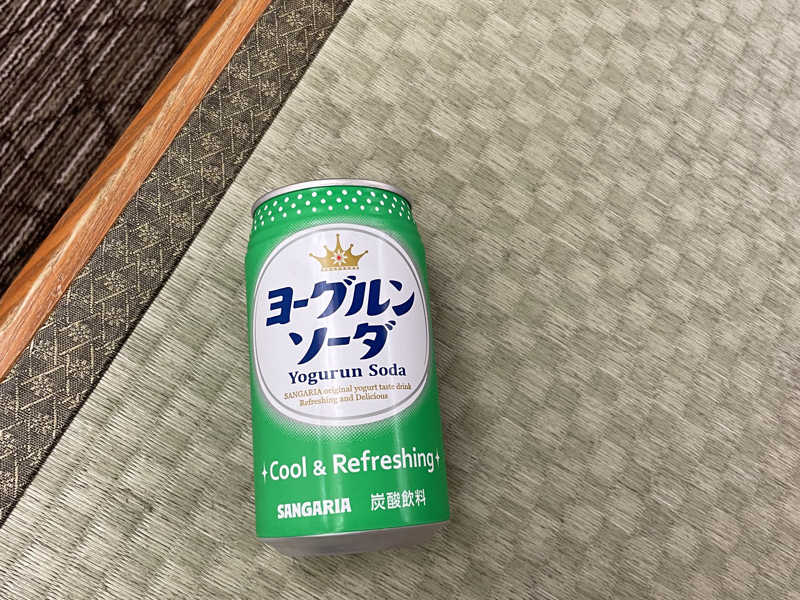 ヨーグルン
ソーダ
Yogurun Soda
SANGARIA original yogurt taste drink
Refreshing and Delicious
Cool & Refreshing
SANGARIA 炭酸飲料